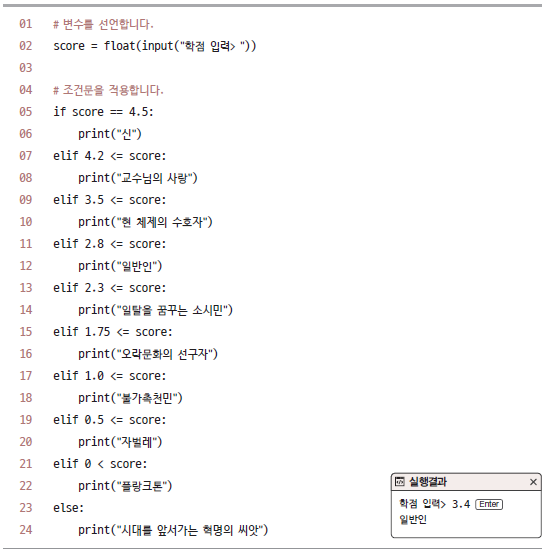 01 # 변수를 선언합니다.
02 score = float(input("학점 입력> "))
03
04 # 조건문을 적용합니다.
05 if score == 4.5:
06 print("신")
07 elif 4.2 <= score:
08 print("교수님의 사랑")
09 elif 3.5 <= score:
10 print("현 체제의 수호자")
11 elif 2.8 <= score:
12 print("일반인")
13 elif 2.3 <= score:
14 print("일탈을 꿈꾸는 소시민")
15 elif 1.75 <= score:
16 print("오락문화의 선구자")
17 elif 1.0 <= score:
18 print("불가촉천민")
19 elif 0.5 <= score:
20 print("자벌레")
21 elif 0 < score:
22 print("플랑크톤")
23 else:
24 print("시대를 앞서가는 혁명의 씨앗")
실행결과
학점 입력> 3.4 Enter
일반인